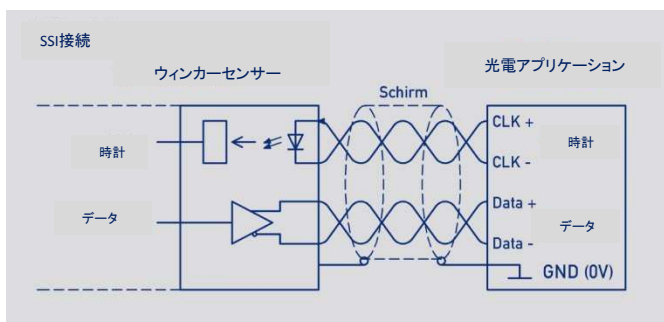 SSI接続
ウィンカーセンサー
光電アプリケーション
Schirm
CLK +
時計
時計
CLK -
Data +
データ
データ
Data -
GND (0V)